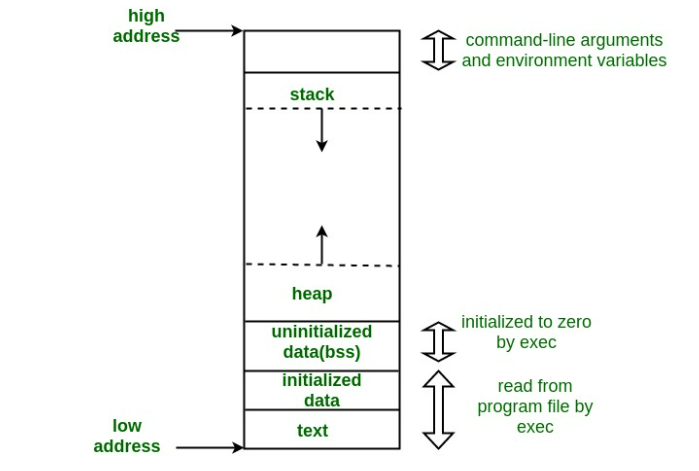 high
address
command-line arguments
and environment variables
stack
heap
uninitialized
data(bss)
initialized to zero
by exec
initialized
data
read from
program file by
exec
text
low
address